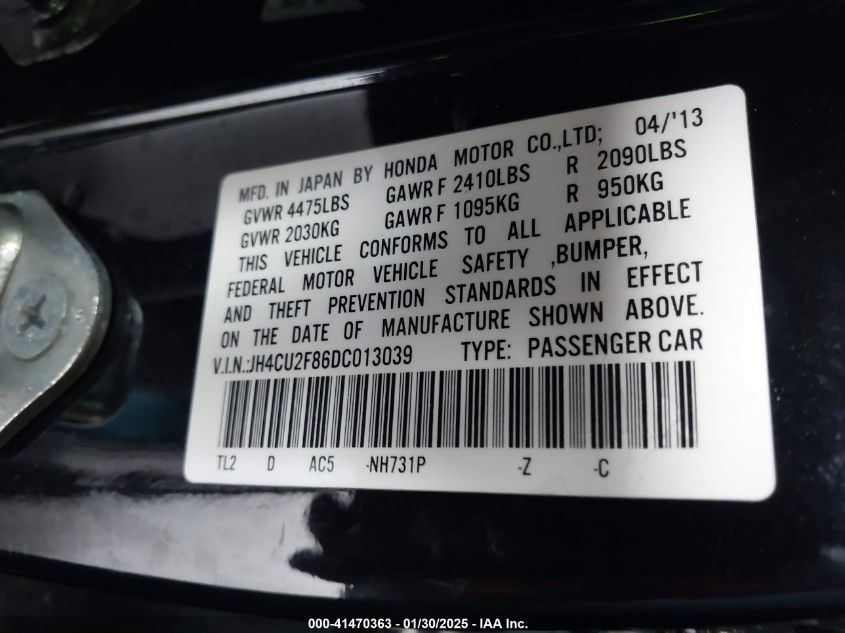 MFD. IN JAPAN BY HONDA MOTOR CO.,LTD; 04/'13
GVWR 4475LBS GAWR F 2410LBS R 2090LBS
GVWR 2030KG GAWR F 1095KG R 950KG
THIS VEHICLE CONFORMS TO ALL APPLICABLE
FEDERAL MOTOR VEHICLE SAFETY ,BUMPER,
AND THEFT PREVENTION STANDARDS IN EFFECT
ON THE DATE OF MANUFACTURE SHOWN ABOVE.
V.I.N.:JH4CU2F86DC013039 TYPE: PASSENGER CAR
TL2 D AC5 -NH731P -Z -C
000-41470363 - 01/30/2025 - IAA Inc.